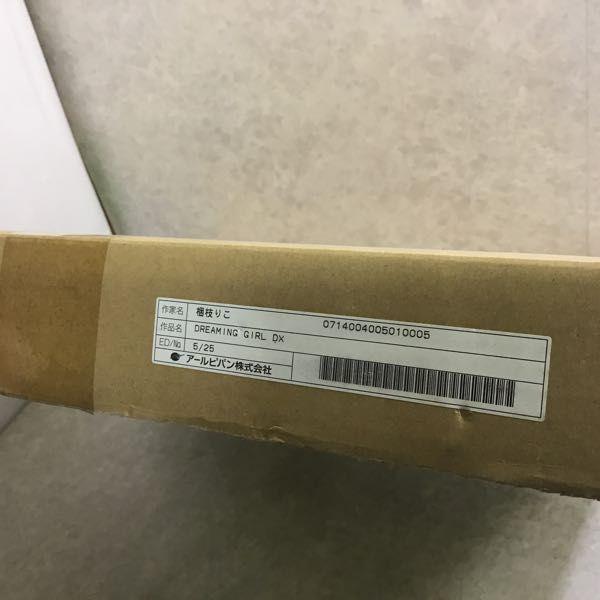 作家名 梱枝りこ 0714004005010005
作品名 DREAMING GIRL DX
ED/No 5/25
アールビバン株式会社